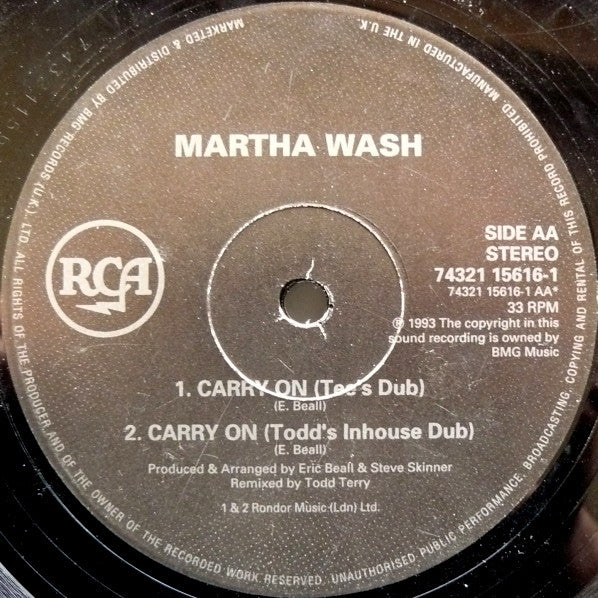 MARTHA WASH
RCA
SIDE AA
STEREO
74321 15616-1
74321 15616-1 AA*
33 RPM
© 1993 The copyright in this
sound recording is owned by
BMG Music
1. CARRY ON (Tee's Dub)
(E. Beall)
2. CARRY ON (Todd's Inhouse Dub)
(E. Beall)
Produced & Arranged by Eric Beall & Steve Skinner
Remixed by Todd Terry
1 & 2 Rondor Music (Ldn) Ltd.
MARKETED & DISTRIBUTED BY BMG RECORDS (U.K.) LTD. ALL RIGHTS OF THE PRODUCER AND OF THE OWNER OF THE RECORDED WORK RESERVED. UNAUTHORISED PUBLIC PERFORMANCE, BROADCASTING, COPYING AND RENTAL OF THIS RECORD PROHIBITED. MANUFACTURED IN THE U.K.